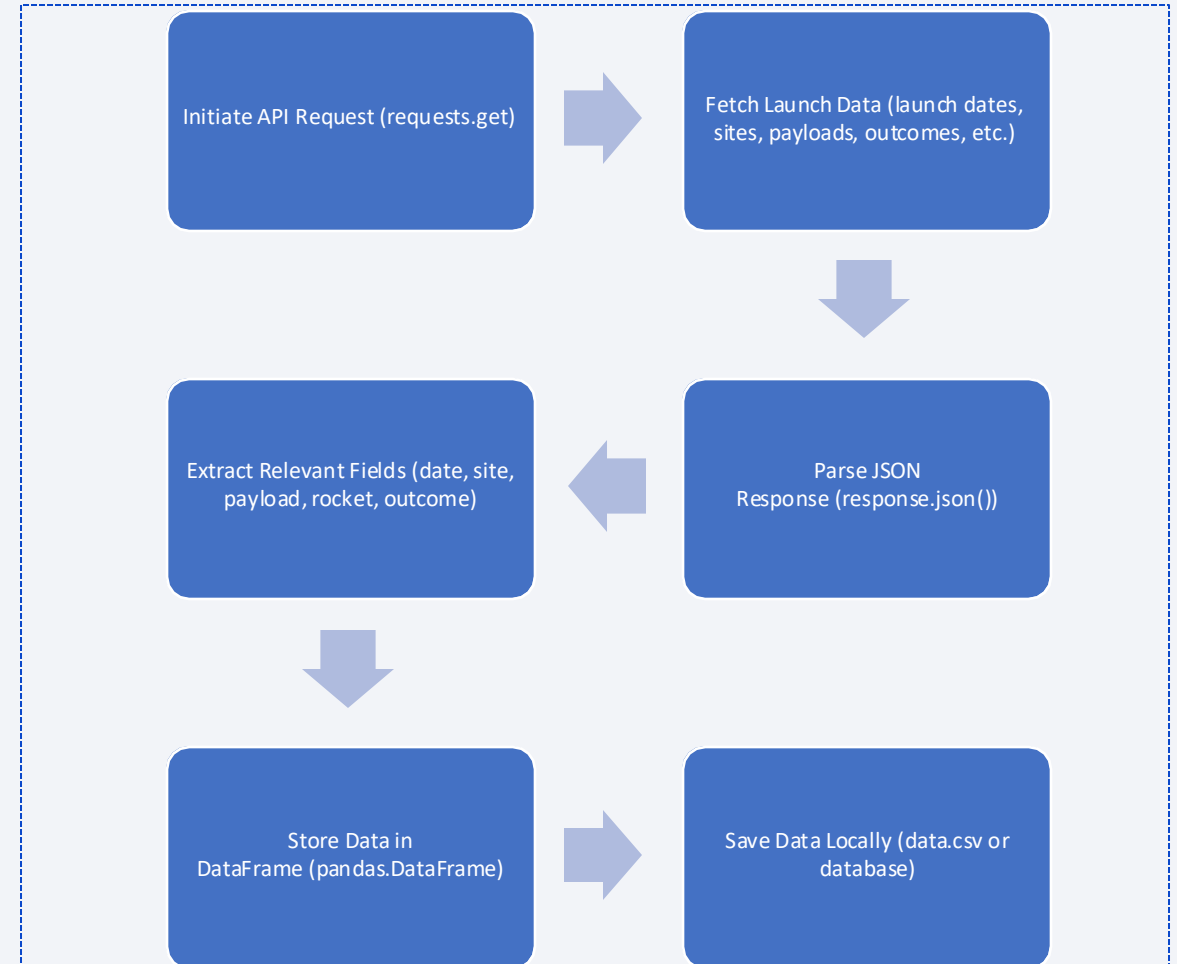 Initiate API Request (requests.get)
Fetch Launch Data (launch dates,
sites, payloads, outcomes, etc.)
Parse JSON
Response (response.json())
Extract Relevant Fields (date, site,
payload, rocket, outcome)
Store Data in
DataFrame (pandas.DataFrame)
Save Data Locally (data.csv or
database)